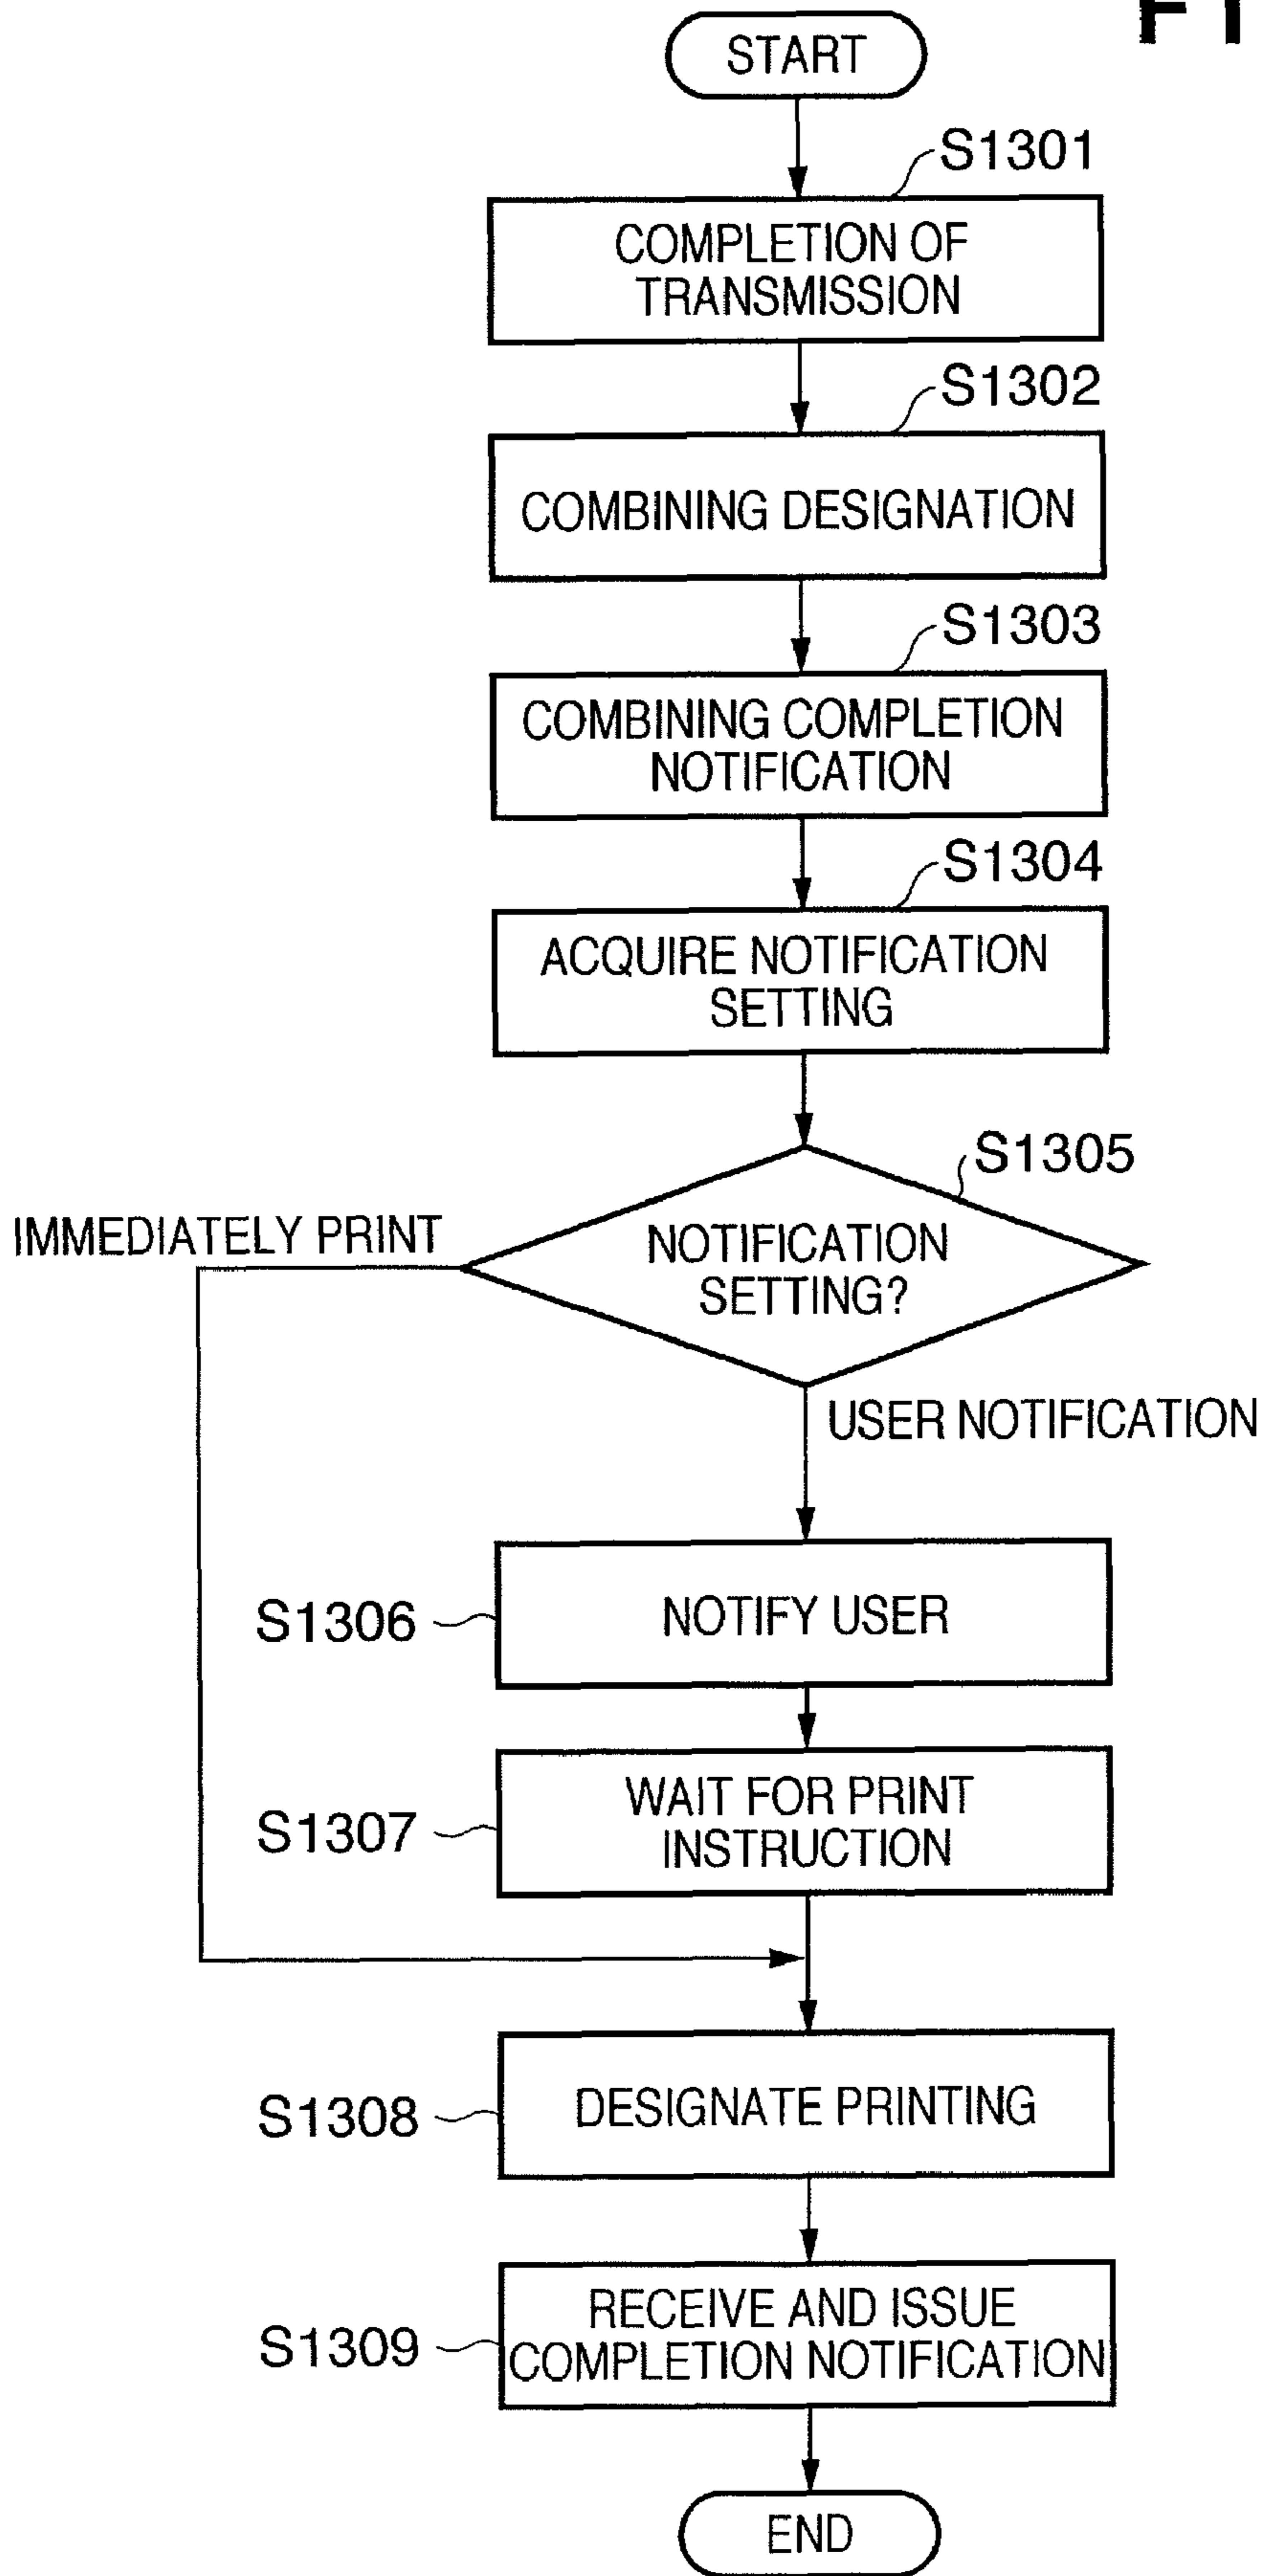 START
S1301
COMPLETION OF
TRANSMISSION
S1302
COMBINING DESIGNATION
S1303
COMBINING COMPLETION
NOTIFICATION
S1304
ACQUIRE NOTIFICATION
SETTING
S1305
IMMEDIATELY PRINT
NOTIFICATION
SETTING?
USER NOTIFICATION
S1306
NOTIFY USER
S1307
WAIT FOR PRINT
INSTRUCTION
S1308
DESIGNATE PRINTING
S1309
RECEIVE AND ISSUE
COMPLETION NOTIFICATION
END